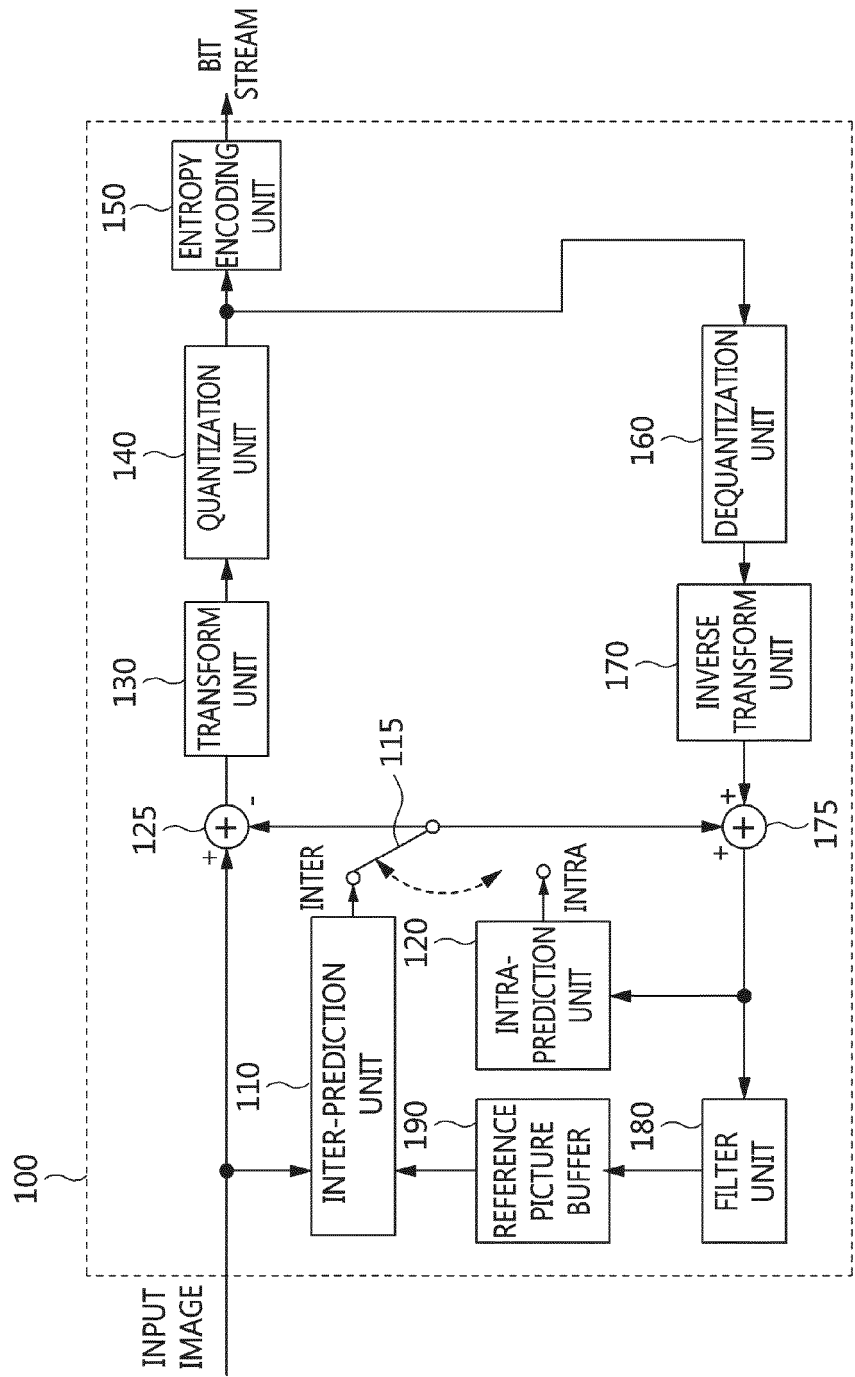 100
INPUT
IMAGE
110
INTER-PREDICTION
UNIT
INTER
115
+
125
+
-
130
TRANSFORM
UNIT
140
QUANTIZATION
UNIT
150
ENTROPY
ENCODING
UNIT
BIT
STREAM
190
REFERENCE
PICTURE
BUFFER
120
INTRA-
PREDICTION
UNIT
INTRA
180
FILTER
UNIT
+
+
+
175
170
INVERSE
TRANSFORM
UNIT
160
DEQUANTIZATION
UNIT